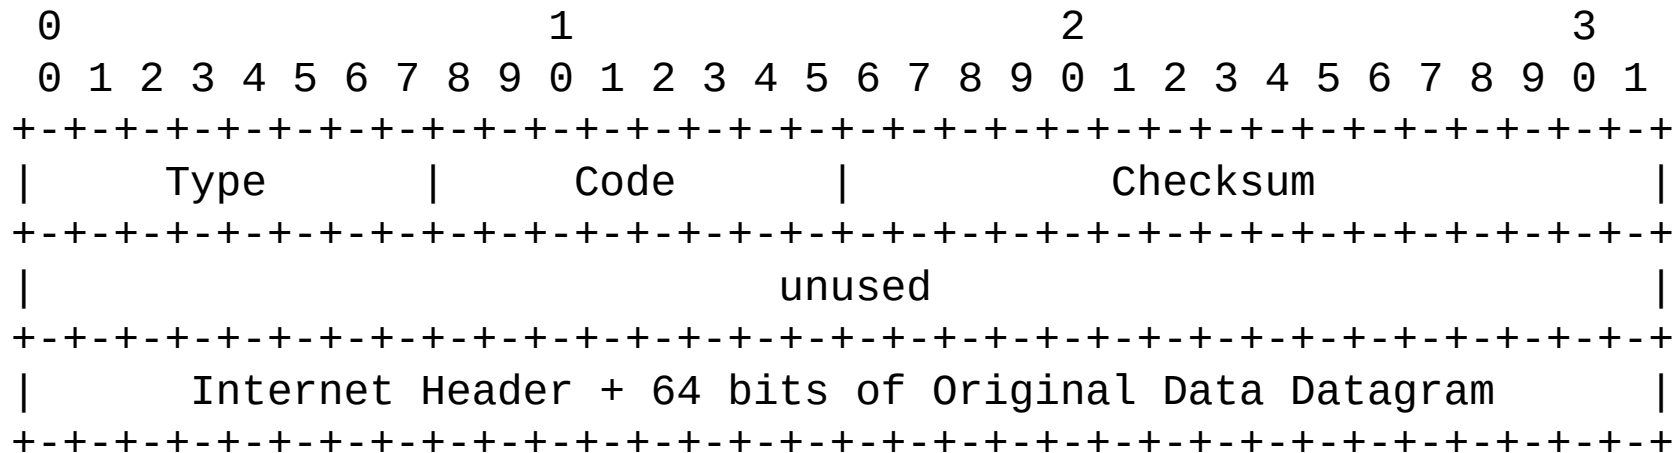 0                   1                   2                   3
 0 1 2 3 4 5 6 7 8 9 0 1 2 3 4 5 6 7 8 9 0 1 2 3 4 5 6 7 8 9 0 1
+-+-+-+-+-+-+-+-+-+-+-+-+-+-+-+-+-+-+-+-+-+-+-+-+-+-+-+-+-+-+-+-+
|     Type      |     Code      |          Checksum             |
+-+-+-+-+-+-+-+-+-+-+-+-+-+-+-+-+-+-+-+-+-+-+-+-+-+-+-+-+-+-+-+-+
|                             unused                            |
+-+-+-+-+-+-+-+-+-+-+-+-+-+-+-+-+-+-+-+-+-+-+-+-+-+-+-+-+-+-+-+-+
|      Internet Header + 64 bits of Original Data Datagram      |
+-+-+-+-+-+-+-+-+-+-+-+-+-+-+-+-+-+-+-+-+-+-+-+-+-+-+-+-+-+-+-+-+